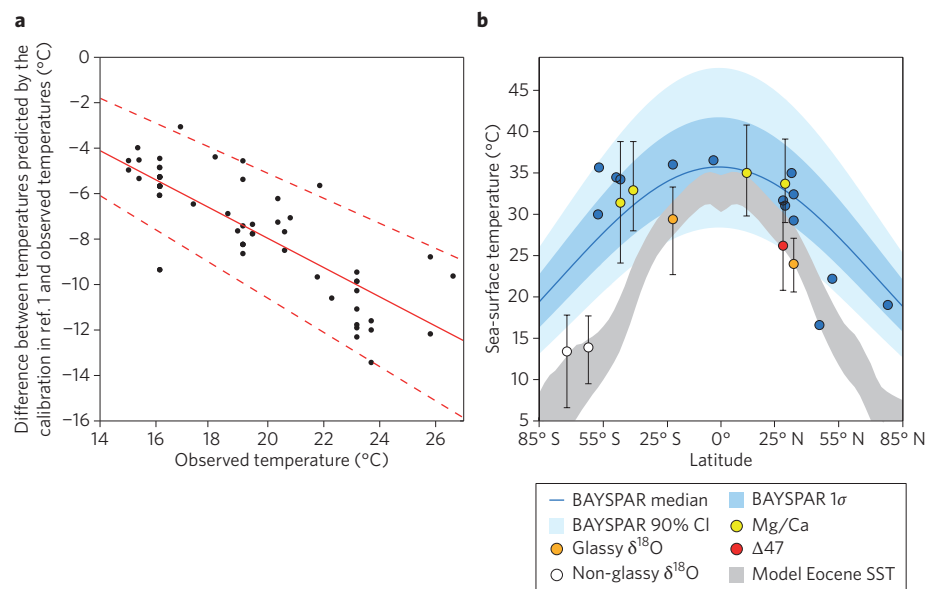 a
Difference between temperatures predicted by the
calibration in ref. 1 and observed temperatures (°C)
0
−2
−4
−6
−8
−10
−12
−14
−16
14 16 18 20 22 24 26
Observed temperature (°C)
b
Sea-surface temperature (°C)
45
40
35
30
25
20
15
10
5
85° S 55° S 25° S 0° 25° N 55° N 85° N
Latitude
BAYSPAR median BAYSPAR 1σ
BAYSPAR 90% CI Mg/Ca
Glassy δ¹⁸O Δ47
Non-glassy δ¹⁸O Model Eocene SST